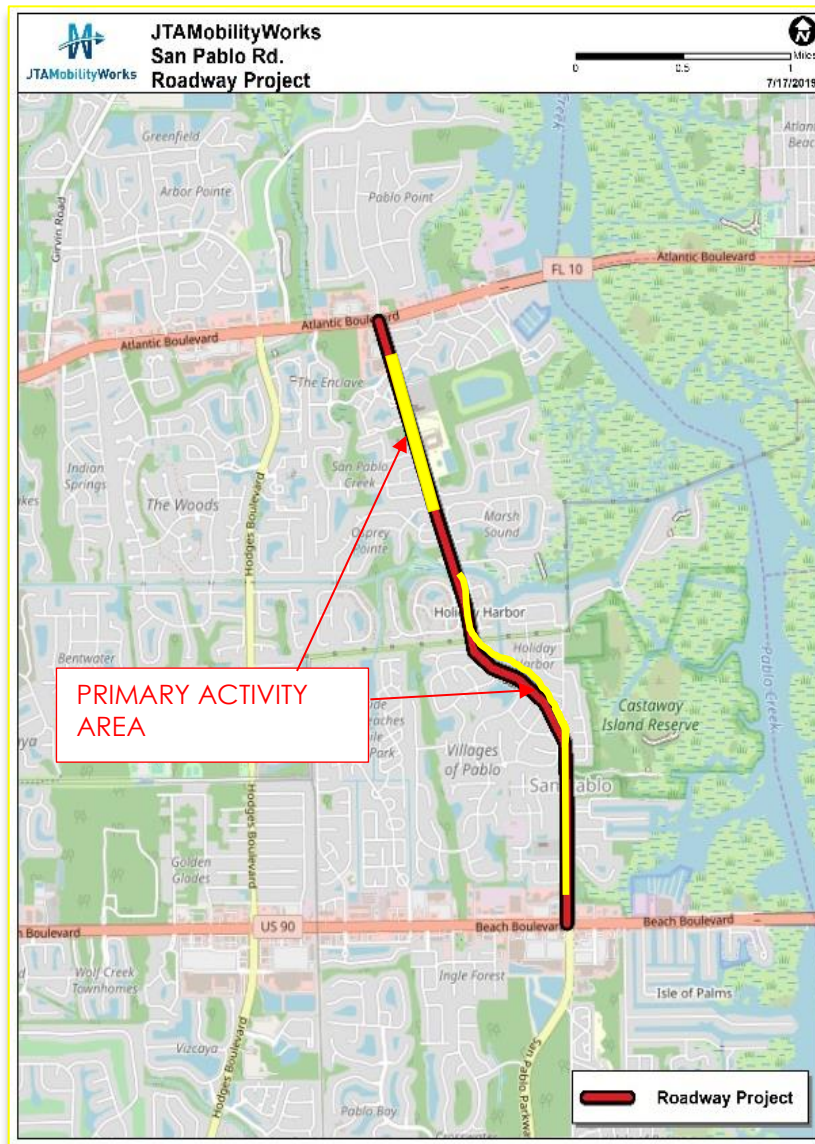 JTAMobilityWorks
JTAMobilityWorks
San Pablo Rd.
Roadway Project
N
Miles
0 0.5 1
7/17/2019
Greenfield
Arbor Pointe
Pablo Point
Creek
Atlantic
Beac
Girvin Road
Atlantic Boulevard
FL 10
Atlantic Boulevard
Atlantic Boulevard
The Enclave
Indian
Springs
The Woods
San Pablo
Creek
Marsh
Sound
Osprey
Pointe
Hodges Boulevard
Holiday Harbor
Holiday
Harbor
Bentwater
PRIMARY ACTIVITY
AREA
Castaway
Island Reserve
Pablo Creek
Villages
of Pablo
San Pablo
Hodges Boulevard
Golden
Glades
US 90
Beach Boulevard
Beach Boulevard
Wolf Creek
Townhomes
Ingle Forest
Isle of Palms
Vizcaya
San Pablo Parkway
Hodges Boulevard
Pablo Bay
Roadway Project